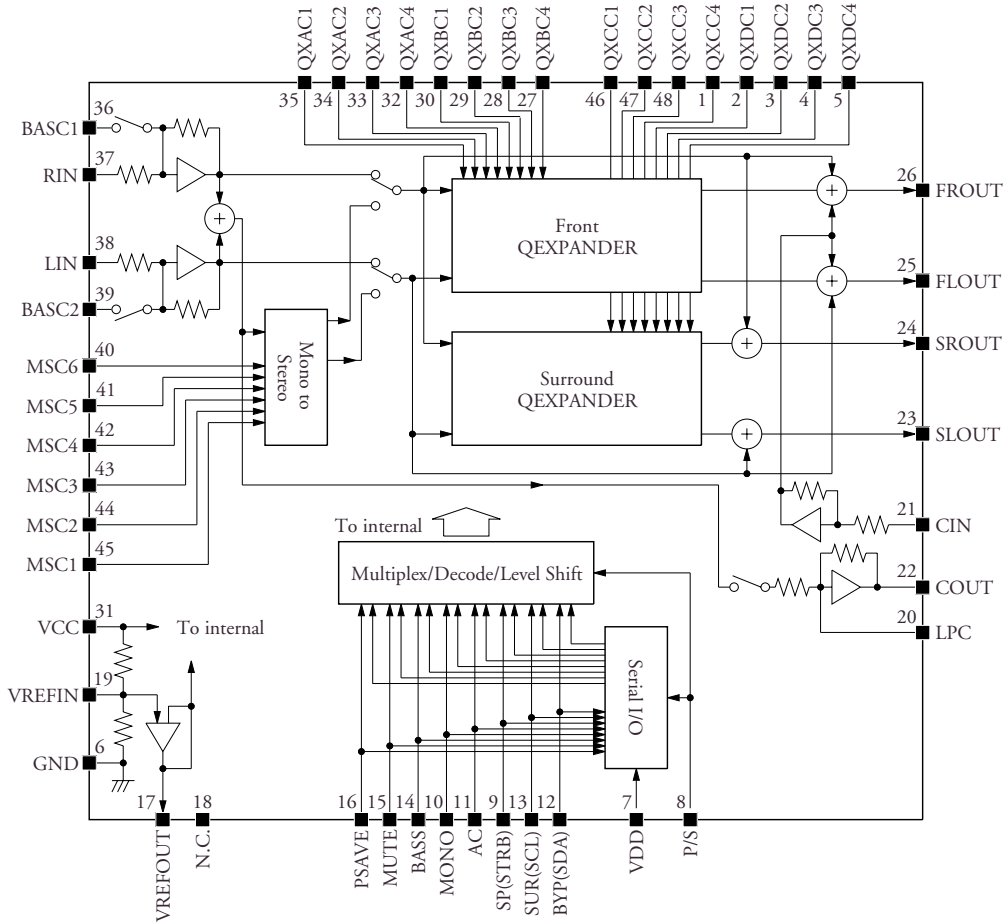 QXAC1
QXAC2
QXAC3
QXAC4
QXBC1
QXBC2
QXBC3
QXBC4
QXCC1
QXCC2
QXCC3
QXCC4
QXDC1
QXDC2
QXDC3
QXDC4
35
34
33
32
30
29
28
27
46
47
48
1
2
3
4
5
36
BASC1
37
RIN
38
LIN
39
BASC2
40
MSC6
41
MSC5
42
MSC4
43
MSC3
44
MSC2
45
MSC1
31
VCC
To internal
19
VREFIN
6
GND
+
Mono to
Stereo
Front
QEXPANDER
Surround
QEXPANDER
+
+
+
+
26
FROUT
25
FLOUT
24
SROUT
23
SLOUT
21
CIN
22
COUT
20
LPC
To internal
Multiplex/Decode/Level Shift
Serial I/O
17
18
16
15
14
10
11
9
13
12
7
8
VREFOUT
N.C.
PSAVE
MUTE
BASS
MONO
AC
SP(STRB)
SUR(SCL)
BYP(SDA)
VDD
P/S